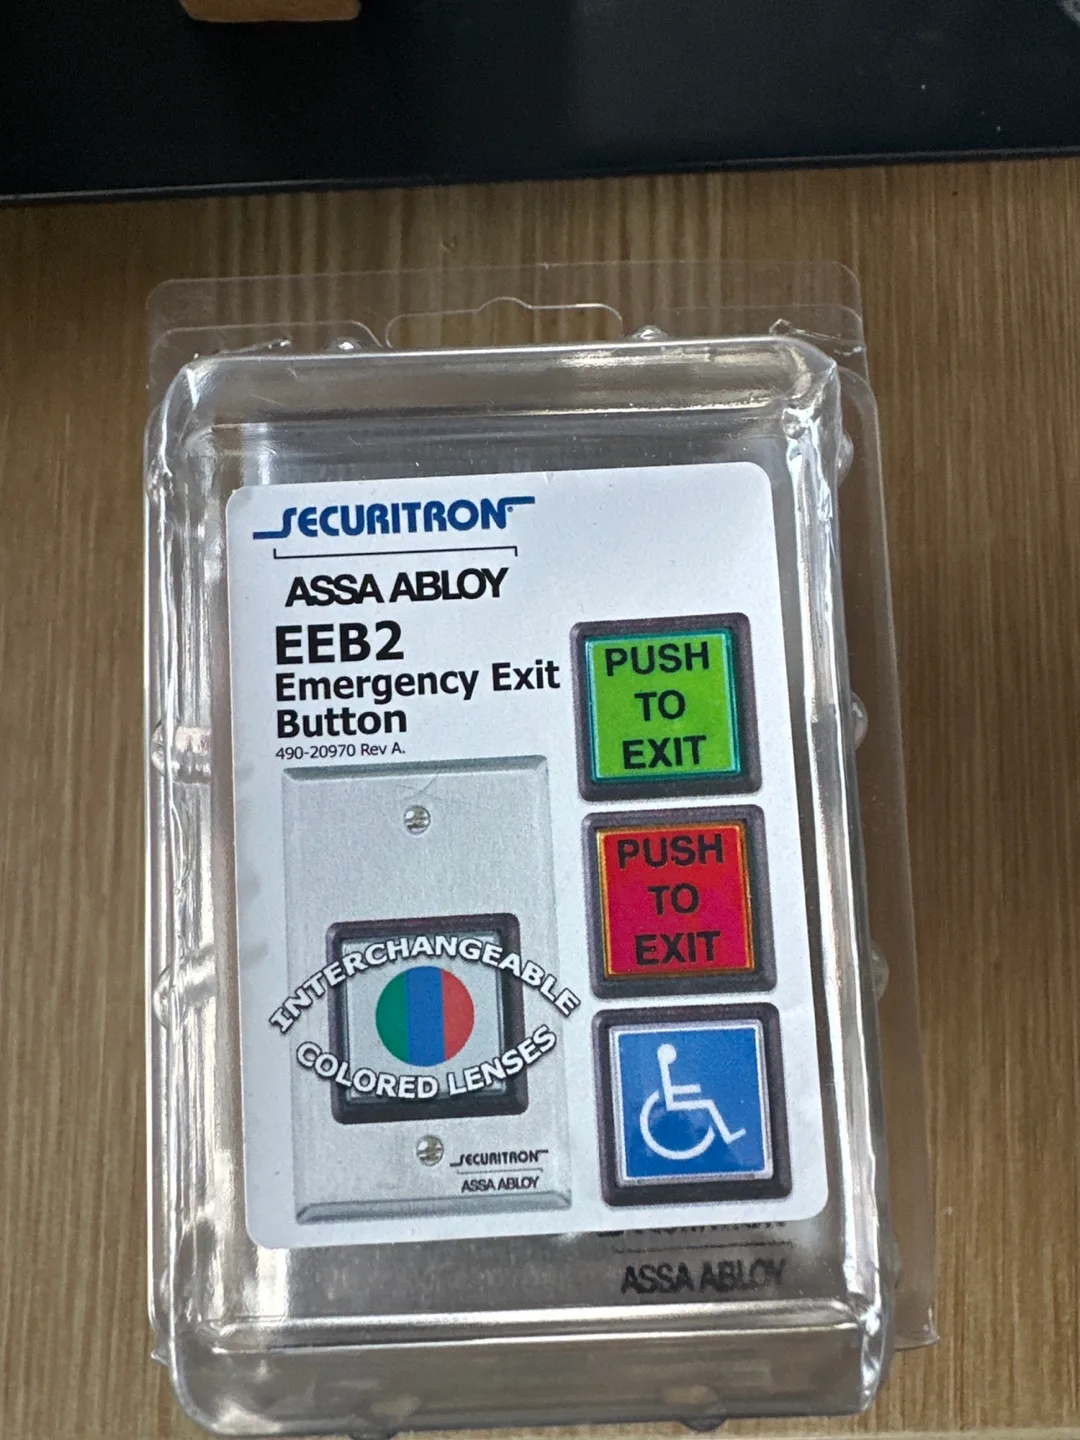 SECURITRON
ASSA ABLOY
EEB2
Emergency Exit
Button
490-20970 Rev A.
INTERCHANGEABLE
COLORED LENSES
SECURITRON
ASSA ABLOY
PUSH
TO
EXIT
PUSH
TO
EXIT
ASSA ABLOY